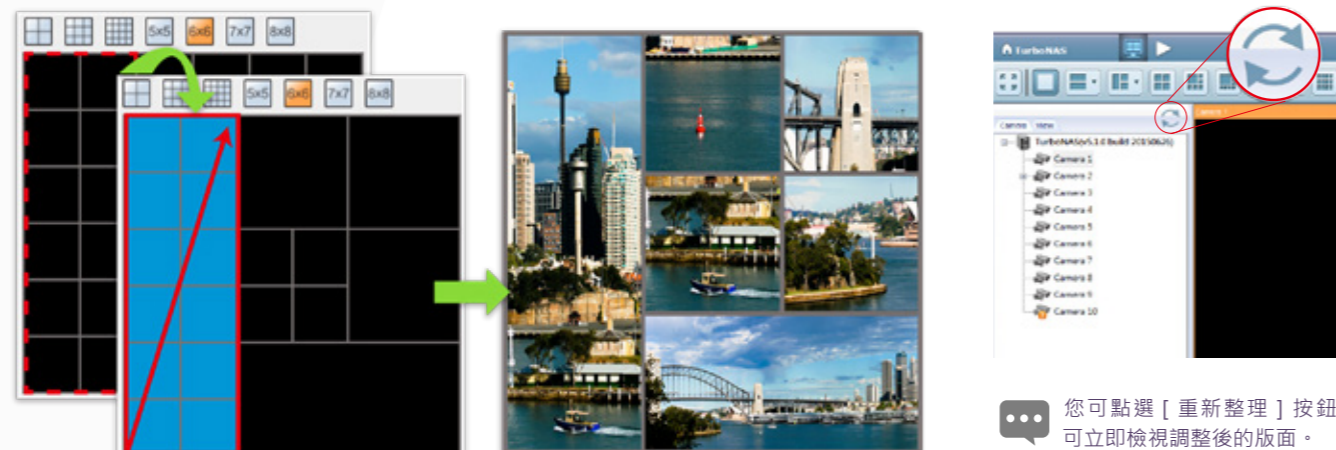 5x5 6x6 7x7 8x8
5x5 6x6 7x7 8x8
TurboNAS
Camera View
Camera 1
TurboNAS(v5.1.0 build 20150626)
Camera 1
Camera 2
Camera 3
Camera 4
Camera 5
Camera 6
Camera 7
Camera 8
Camera 9
Camera 10
您可點選 [ 重新整理 ] 按鈕
可立即檢視調整後的版面。